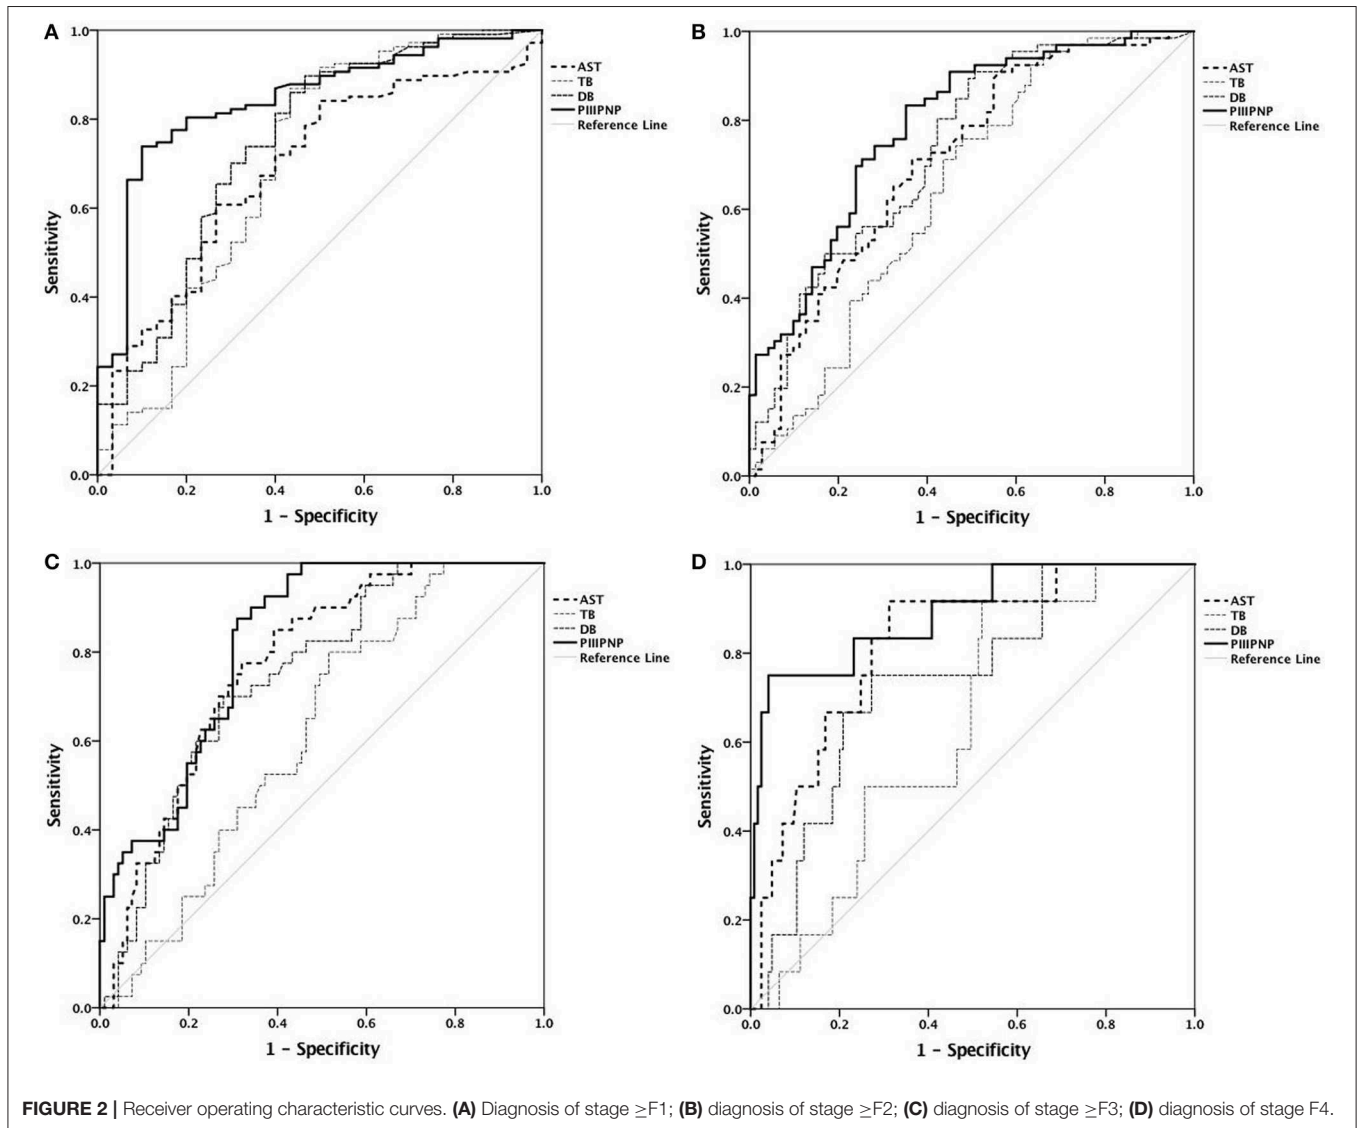 A
1.0
0.8
0.6
0.4
0.2
0.0
Sensitivity
0.0 0.2 0.4 0.6 0.8 1.0
1 - Specificity
AST
TB
DB
PIIIPNP
Reference Line
B
1.0
0.8
0.6
0.4
0.2
0.0
Sensitivity
0.0 0.2 0.4 0.6 0.8 1.0
1 - Specificity
AST
TB
DB
PIIIPNP
Reference Line
C
1.0
0.8
0.6
0.4
0.2
0.0
Sensitivity
0.0 0.2 0.4 0.6 0.8 1.0
1 - Specificity
AST
TB
DB
PIIIPNP
Reference Line
D
1.0
0.8
0.6
0.4
0.2
0.0
Sensitivity
0.0 0.2 0.4 0.6 0.8 1.0
1 - Specificity
AST
TB
DB
PIIIPNP
Reference Line
FIGURE 2 | Receiver operating characteristic curves. (A) Diagnosis of stage ≥F1; (B) diagnosis of stage ≥F2; (C) diagnosis of stage ≥F3; (D) diagnosis of stage F4.